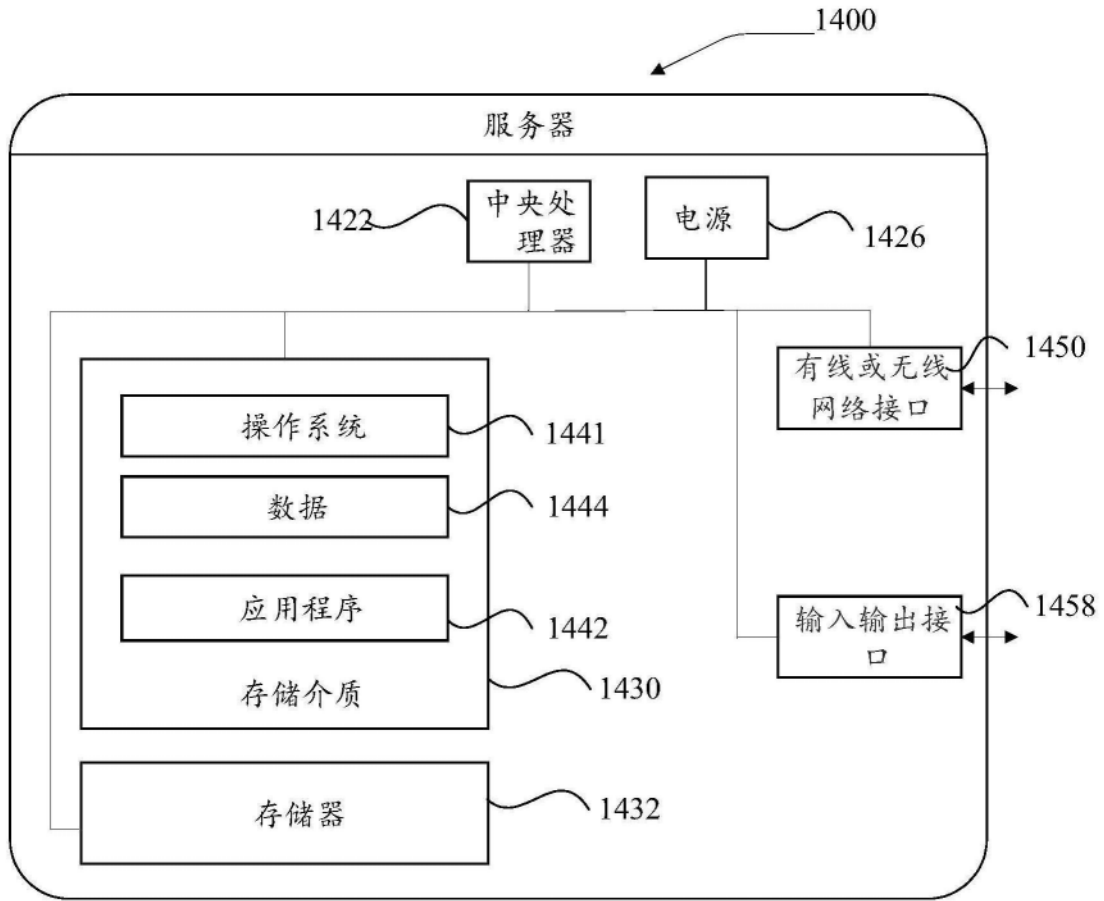 1400
服务器
1422
中央处
理器
电源
1426
有线或无线
网络接口
1450
操作系统
1441
数据
1444
应用程序
1442
存储介质
1430
输入输出接
口
1458
存储器
1432